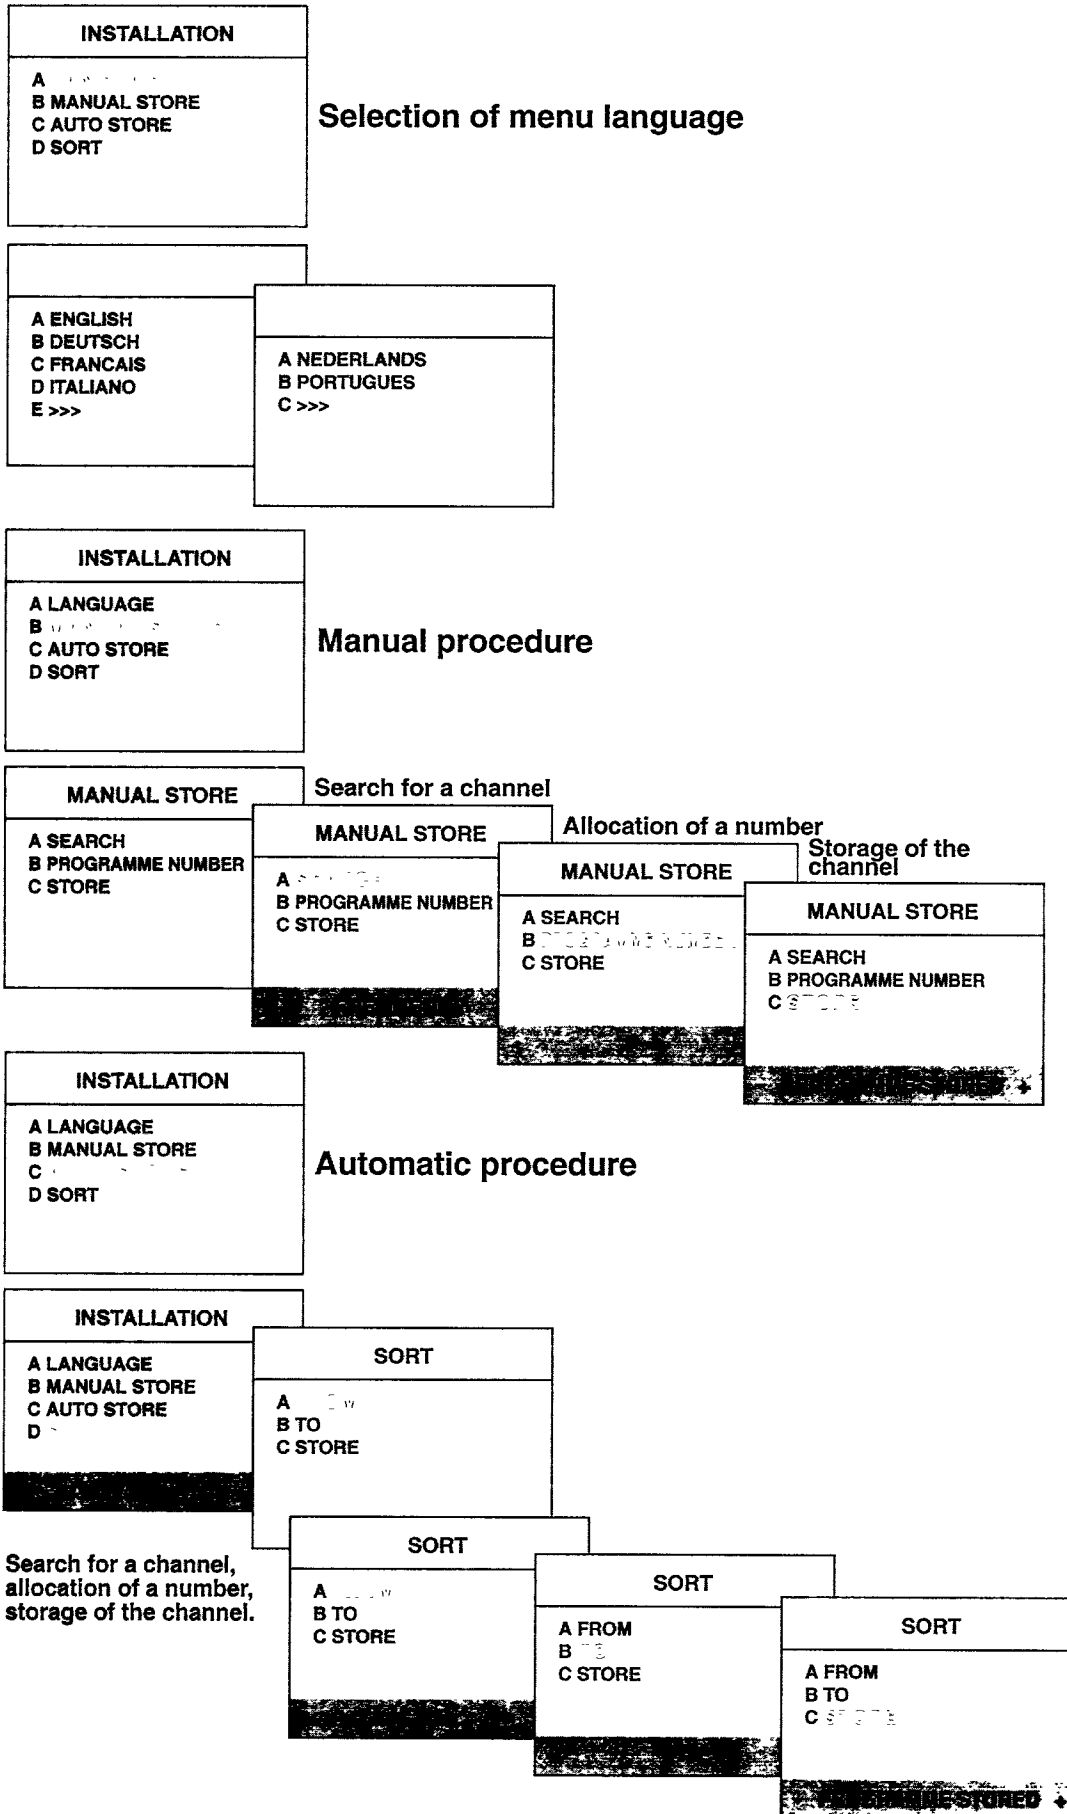 INSTALLATION
A
B MANUAL STORE
C AUTO STORE
D SORT
Selection of menu language
A ENGLISH
B DEUTSCH
C FRANCAIS
D ITALIANO
E >>>
A NEDERLANDS
B PORTUGUES
C >>>
INSTALLATION
A LANGUAGE
B
C AUTO STORE
D SORT
Manual procedure
MANUAL STORE
A SEARCH
B PROGRAMME NUMBER
C STORE
Search for a channel
MANUAL STORE
A
B PROGRAMME NUMBER
C STORE
Allocation of a number
MANUAL STORE
A SEARCH
B
C STORE
Storage of the
channel
MANUAL STORE
A SEARCH
B PROGRAMME NUMBER
C STORE
INSTALLATION
A LANGUAGE
B MANUAL STORE
C
D SORT
Automatic procedure
INSTALLATION
A LANGUAGE
B MANUAL STORE
C AUTO STORE
D
Search for a channel,
allocation of a number,
storage of the channel.
SORT
A
B TO
C STORE
SORT
A
B TO
C STORE
SORT
A FROM
B TO
C STORE
SORT
A FROM
B TO
C STORE
STORED